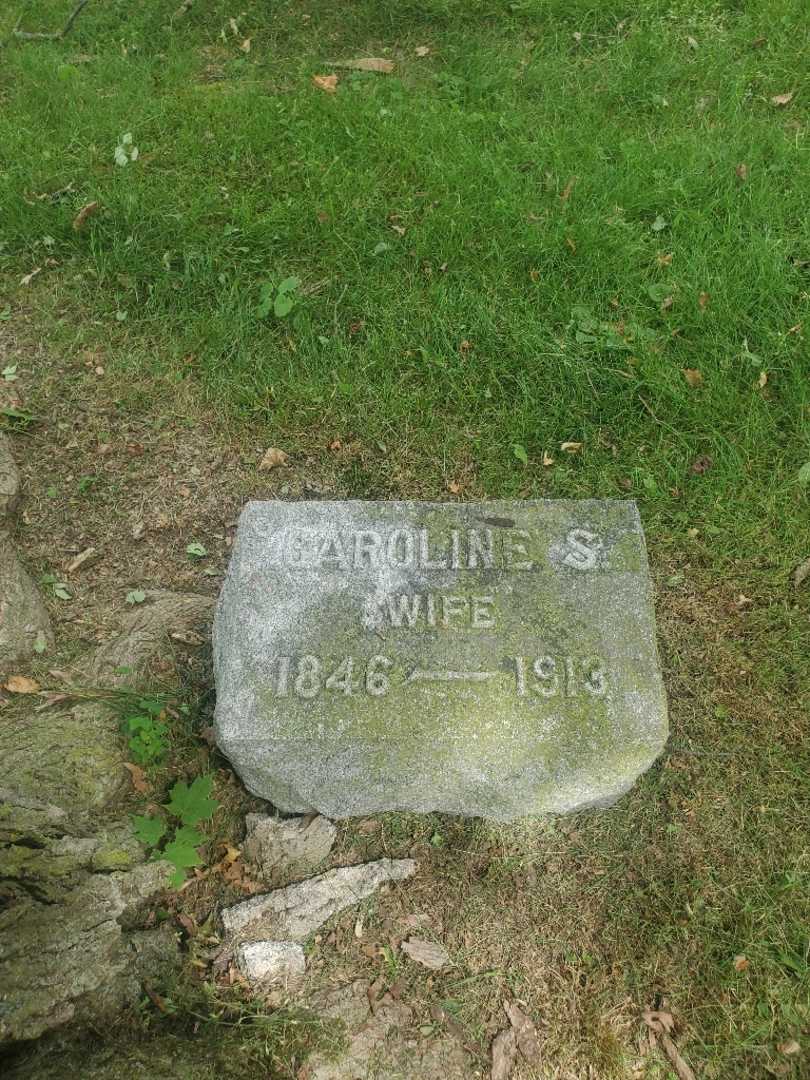 CAROLINE S.
WIFE
1846 — 1913